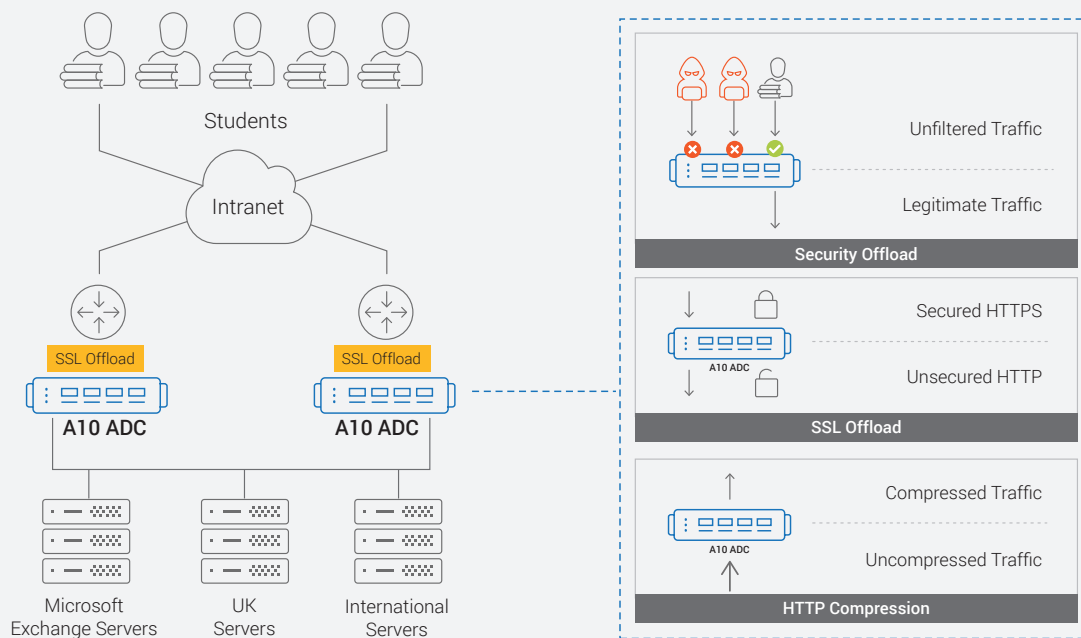 Students
Intranet
SSL Offload
SSL Offload
A10 ADC
A10 ADC
Microsoft
Exchange Servers
UK
Servers
International
Servers
Unfiltered Traffic
Legitimate Traffic
Security Offload
Secured HTTPS
A10 ADC
Unsecured HTTP
SSL Offload
Compressed Traffic
A10 ADC
Uncompressed Traffic
HTTP Compression